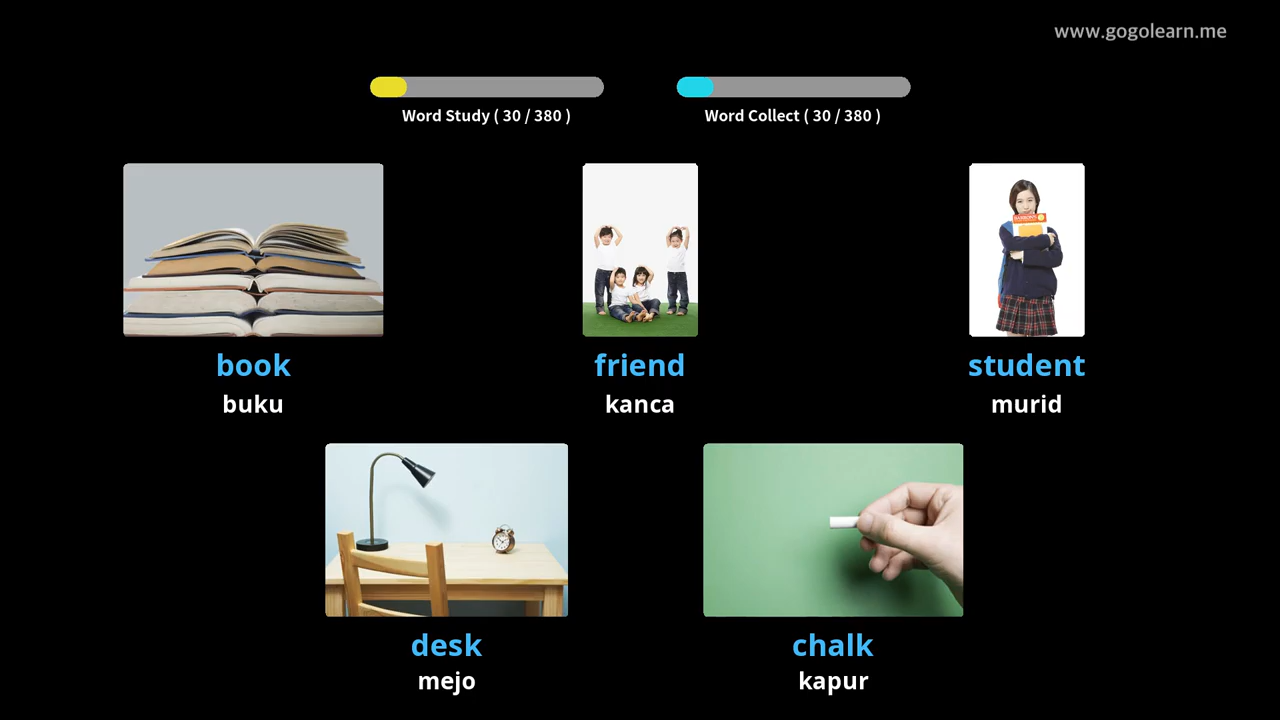 www.gogolearn.me
Word Study ( 30 / 380 )
Word Collect ( 30 / 380 )
book
buku
friend
kanca
student
murid
desk
mejo
chalk
kapur